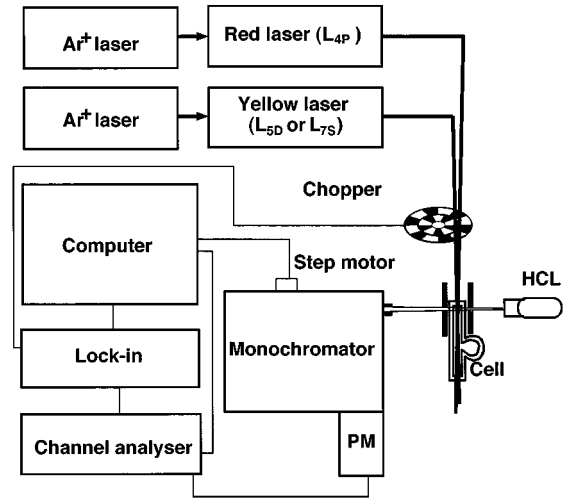 Ar+ laser
Red laser (L4P )
Ar+ laser
Yellow laser
(L5D or L7S)
Chopper
Computer
Step motor
HCL
Monochromator
Lock-in
Cell
Channel analyser
PM